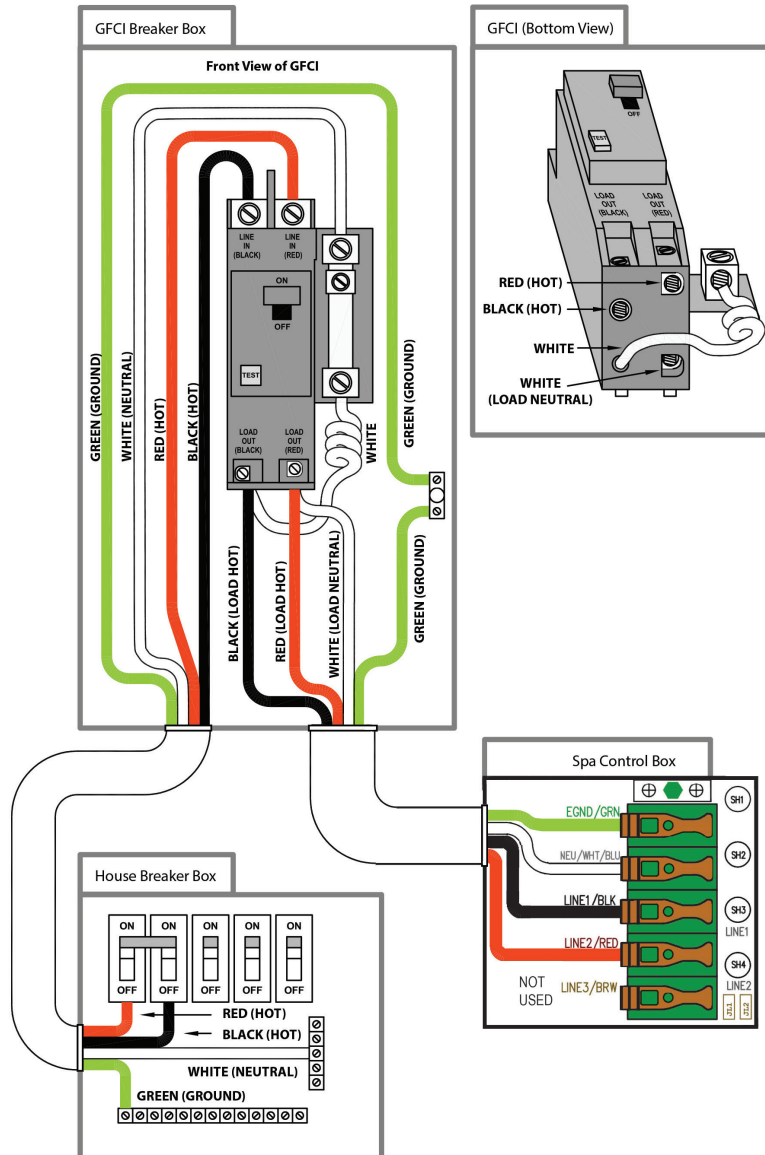 GFCI Breaker Box
Front View of GFCI
GREEN (GROUND)
WHITE (NEUTRAL)
RED (HOT)
BLACK (HOT)
LINE
IN
(BLACK)
LINE
IN
(RED)
ON
OFF
TEST
LOAD
OUT
(BLACK)
LOAD
OUT
(RED)
WHITE
GREEN (GROUND)
BLACK (LOAD HOT)
RED (LOAD HOT)
WHITE (LOAD NEUTRAL)
GREEN (GROUND)
GFCI (Bottom View)
OFF
TEST
LOAD
OUT
(BLACK)
LOAD
OUT
(RED)
RED (HOT)
BLACK (HOT)
WHITE
WHITE
(LOAD NEUTRAL)
Spa Control Box
EGND/GRN
NEU/WHT/BLU
LINE1/BLK
LINE2/RED
NOT
USED
LINE3/BRW
SH1
SH2
SH3
LINE1
SH4
LINE2
JL1
JL2
House Breaker Box
ON
ON
ON
ON
ON
OFF
OFF
OFF
OFF
OFF
RED (HOT)
BLACK (HOT)
WHITE (NEUTRAL)
GREEN (GROUND)